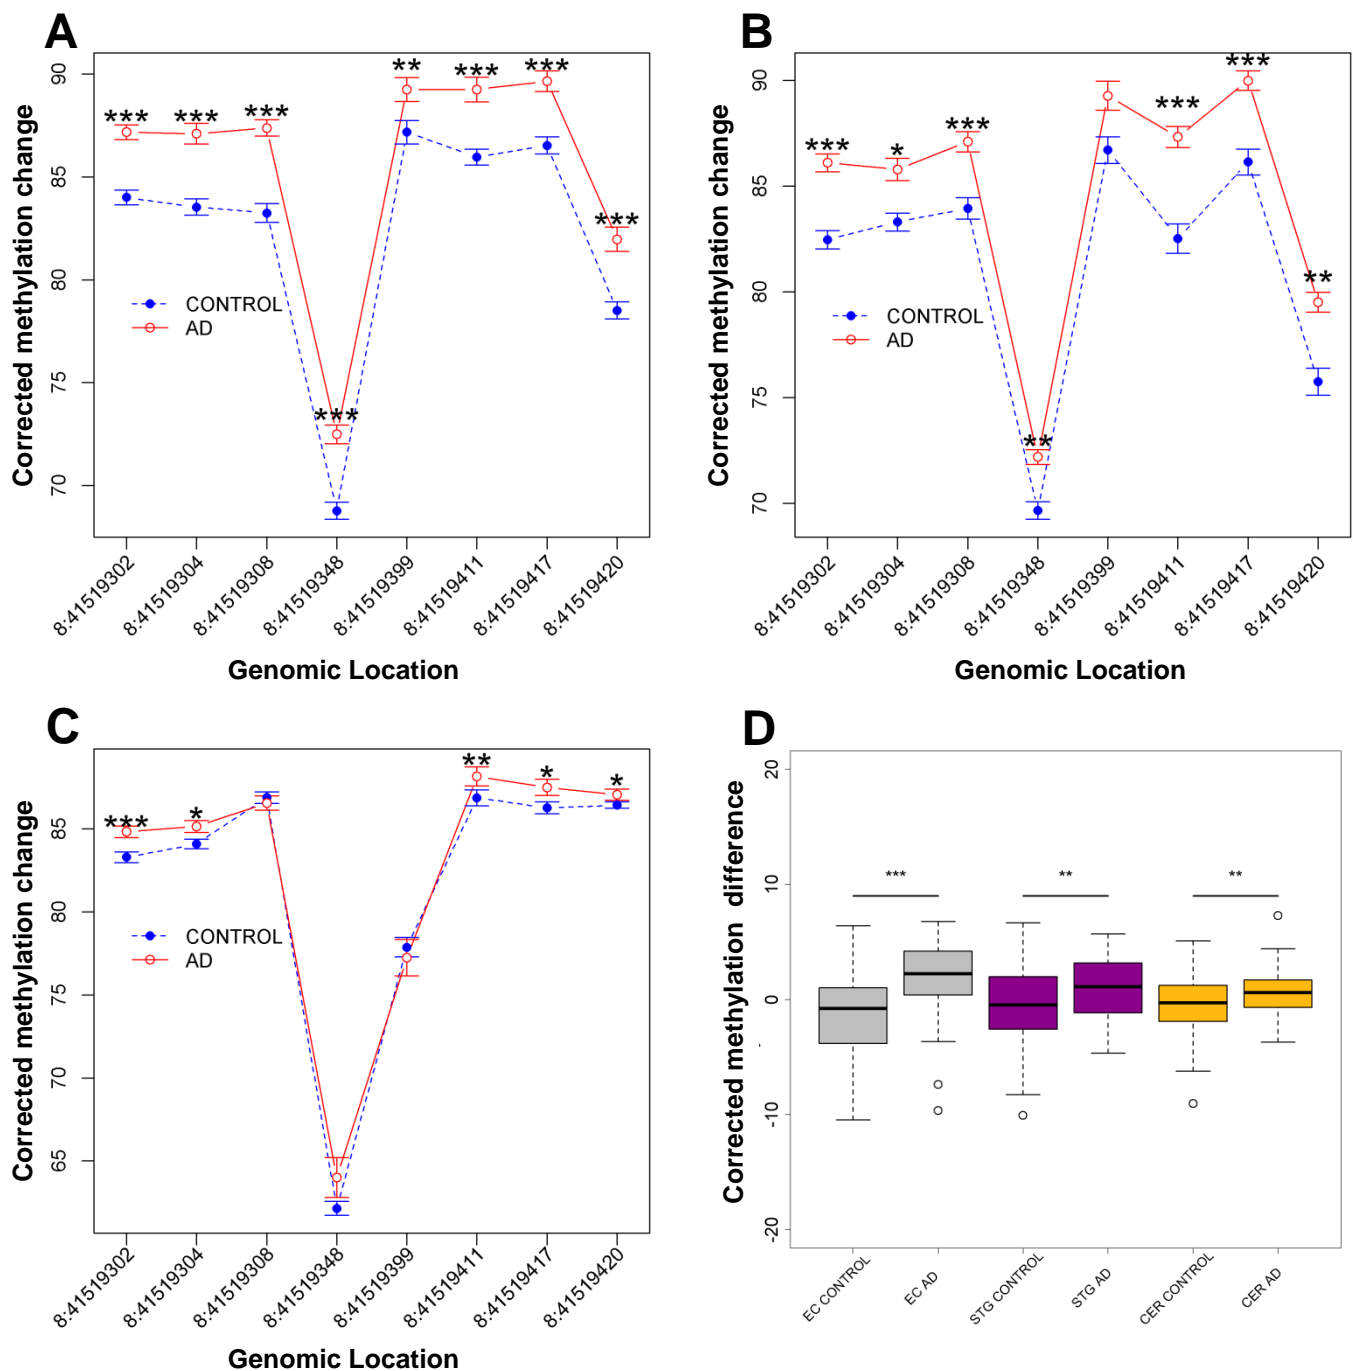 A
Corrected methylation change
90
85
80
75
70
*** *** *** *** ** *** *** ***
CONTROL
AD
8:41519302 8:41519304 8:41519308 8:41519348 8:41519399 8:41519411 8:41519417 8:41519420
Genomic Location
B
Corrected methylation change
90
85
80
75
70
*** * *** ** *** *** **
CONTROL
AD
8:41519302 8:41519304 8:41519308 8:41519348 8:41519399 8:41519411 8:41519417 8:41519420
Genomic Location
C
Corrected methylation change
85
80
75
70
65
*** * ** * *
CONTROL
AD
8:41519302 8:41519304 8:41519308 8:41519348 8:41519399 8:41519411 8:41519417 8:41519420
Genomic Location
D
Corrected methylation difference
20
10
0
-10
-20
*** ** **
EC CONTROL EC AD STG CONTROL STG AD CER CONTROL CER AD